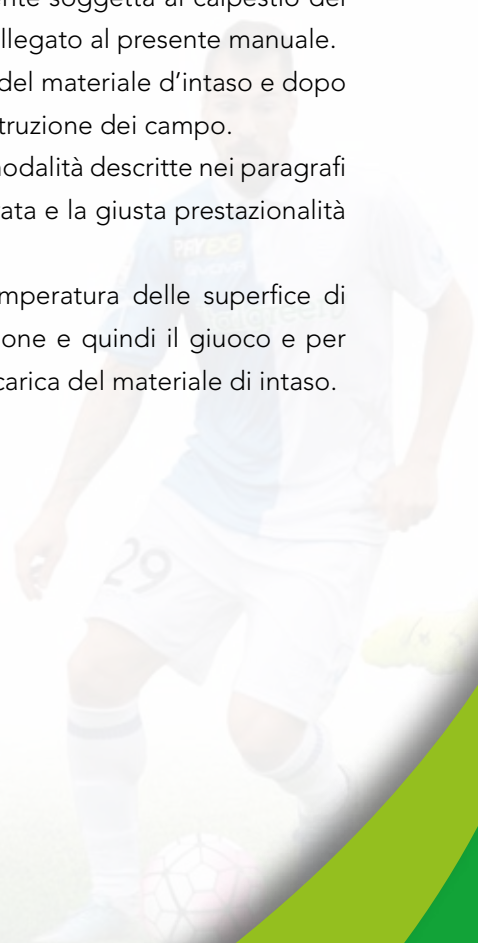 nte soggetta al calpestio dei
llegato al presente manuale.
del materiale d’intaso e dopo
truzione dei campo.
nodalità descritte nei paragrafi
ata e la giusta prestazionalità
mperatura delle superfice di
one e quindi il giuoco e per
carica del materiale di intaso.
29